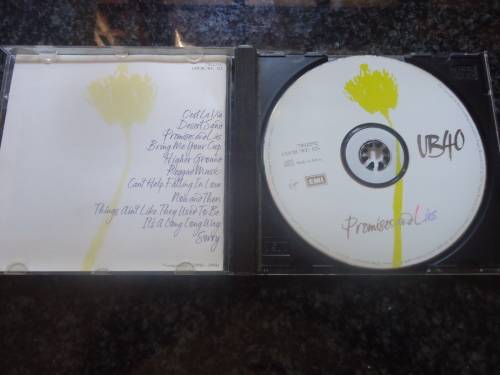 C'est La Vie
Desert Sand
Promises and Lies
Bring Me Your Cup
Higher Ground
Reggae Music
Can't Help Falling In Love
Now and Then
Things Ain't Like They Used To Be
It's A Long Long Way
Sorry
UB40
EMI
Promises and Lies